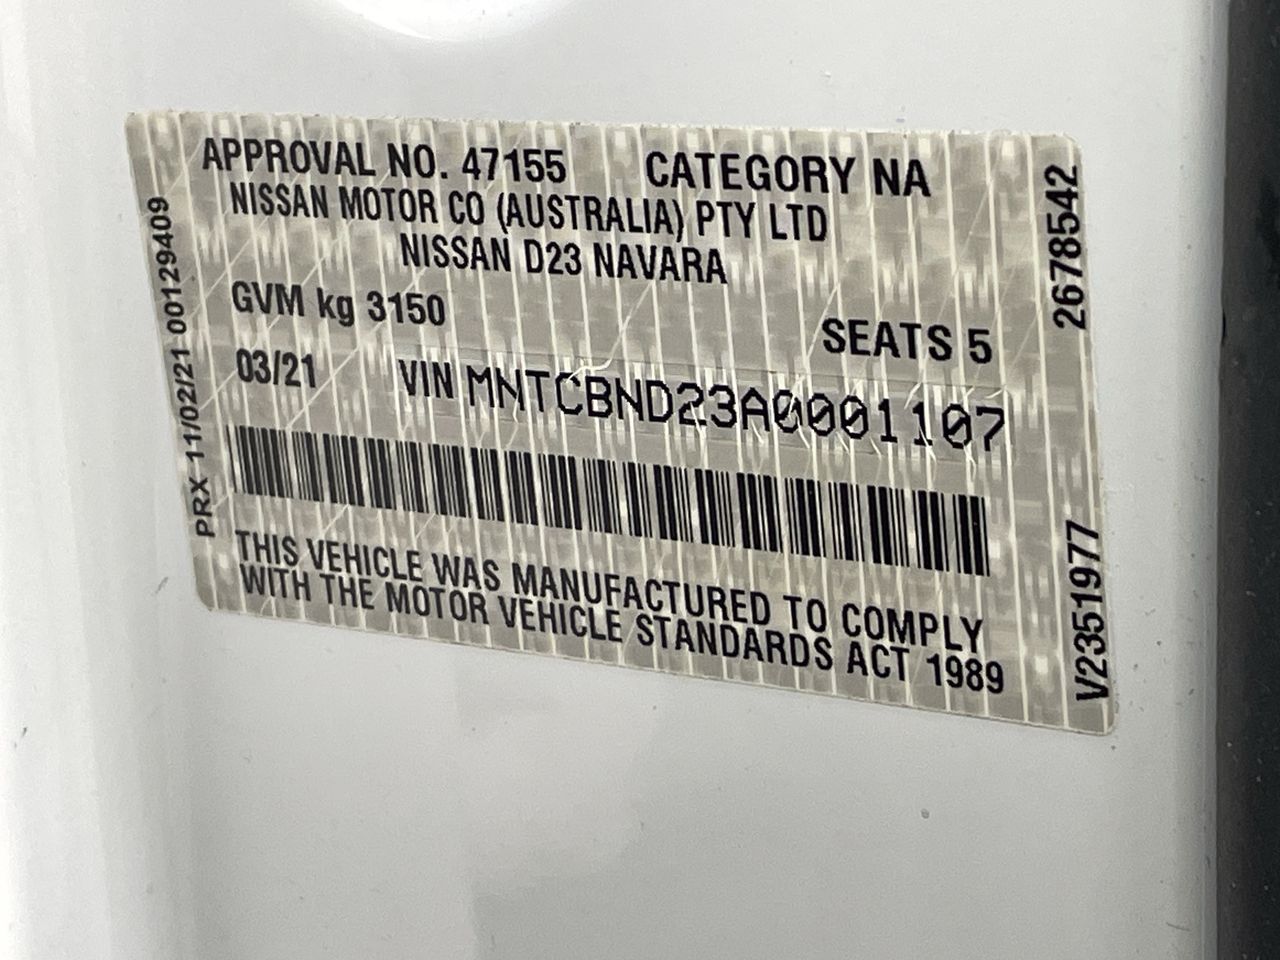 APPROVAL NO. 47155 CATEGORY NA
NISSAN MOTOR CO (AUSTRALIA) PTY LTD
NISSAN D23 NAVARA
GVM kg 3150
SEATS 5
03/21 VIN MNTCBND23A0001107
THIS VEHICLE WAS MANUFACTURED TO COMPLY
WITH THE MOTOR VEHICLE STANDARDS ACT 1989
PRX 11/02/21 00129409
2678542
V2351977